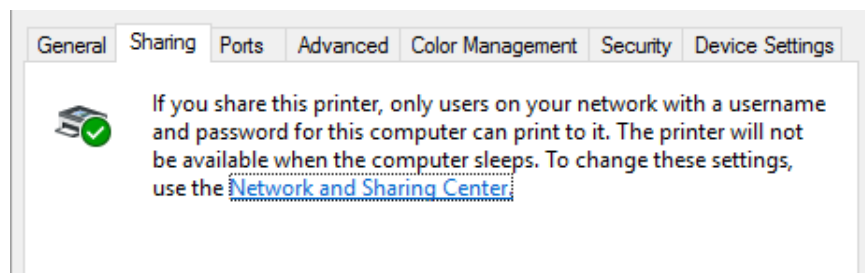 General Sharing Ports Advanced Color Management Security Device Settings
If you share this printer, only users on your network with a username
and password for this computer can print to it. The printer will not
be available when the computer sleeps. To change these settings,
use the Network and Sharing Center.